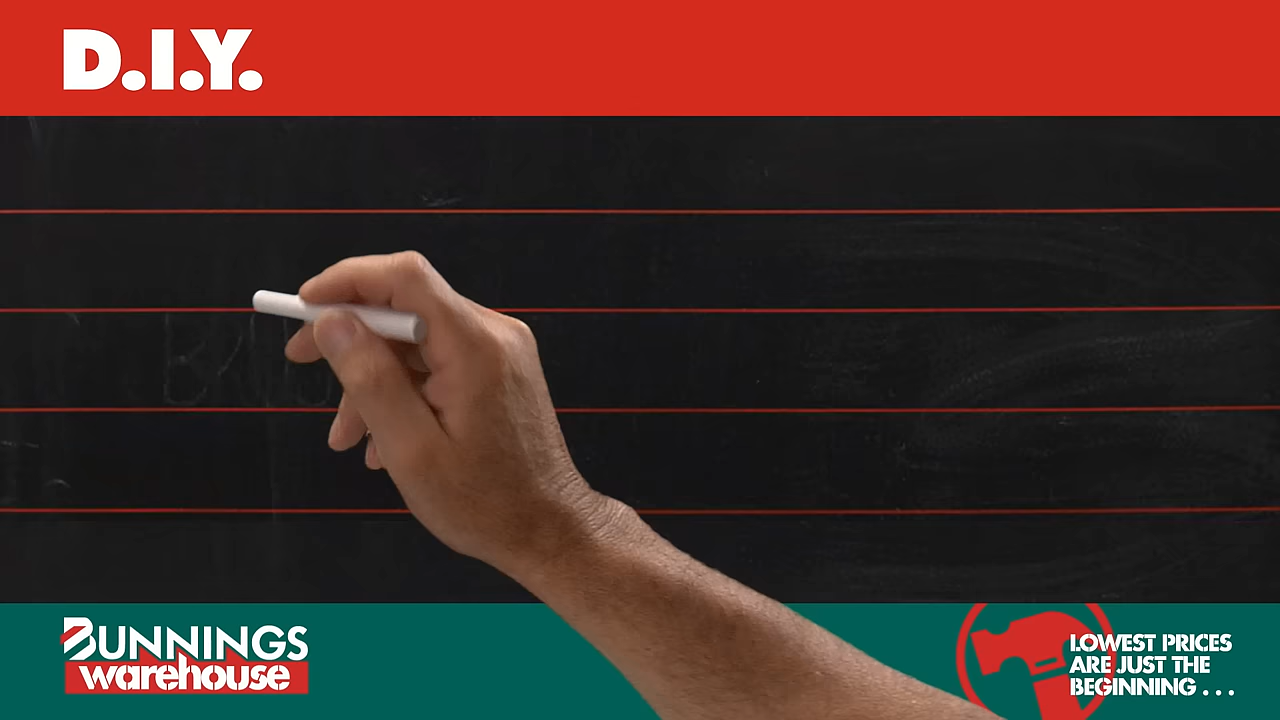 D.I.Y.
BUNNINGS
warehouse
LOWEST PRICES
ARE JUST THE
BEGINNING...